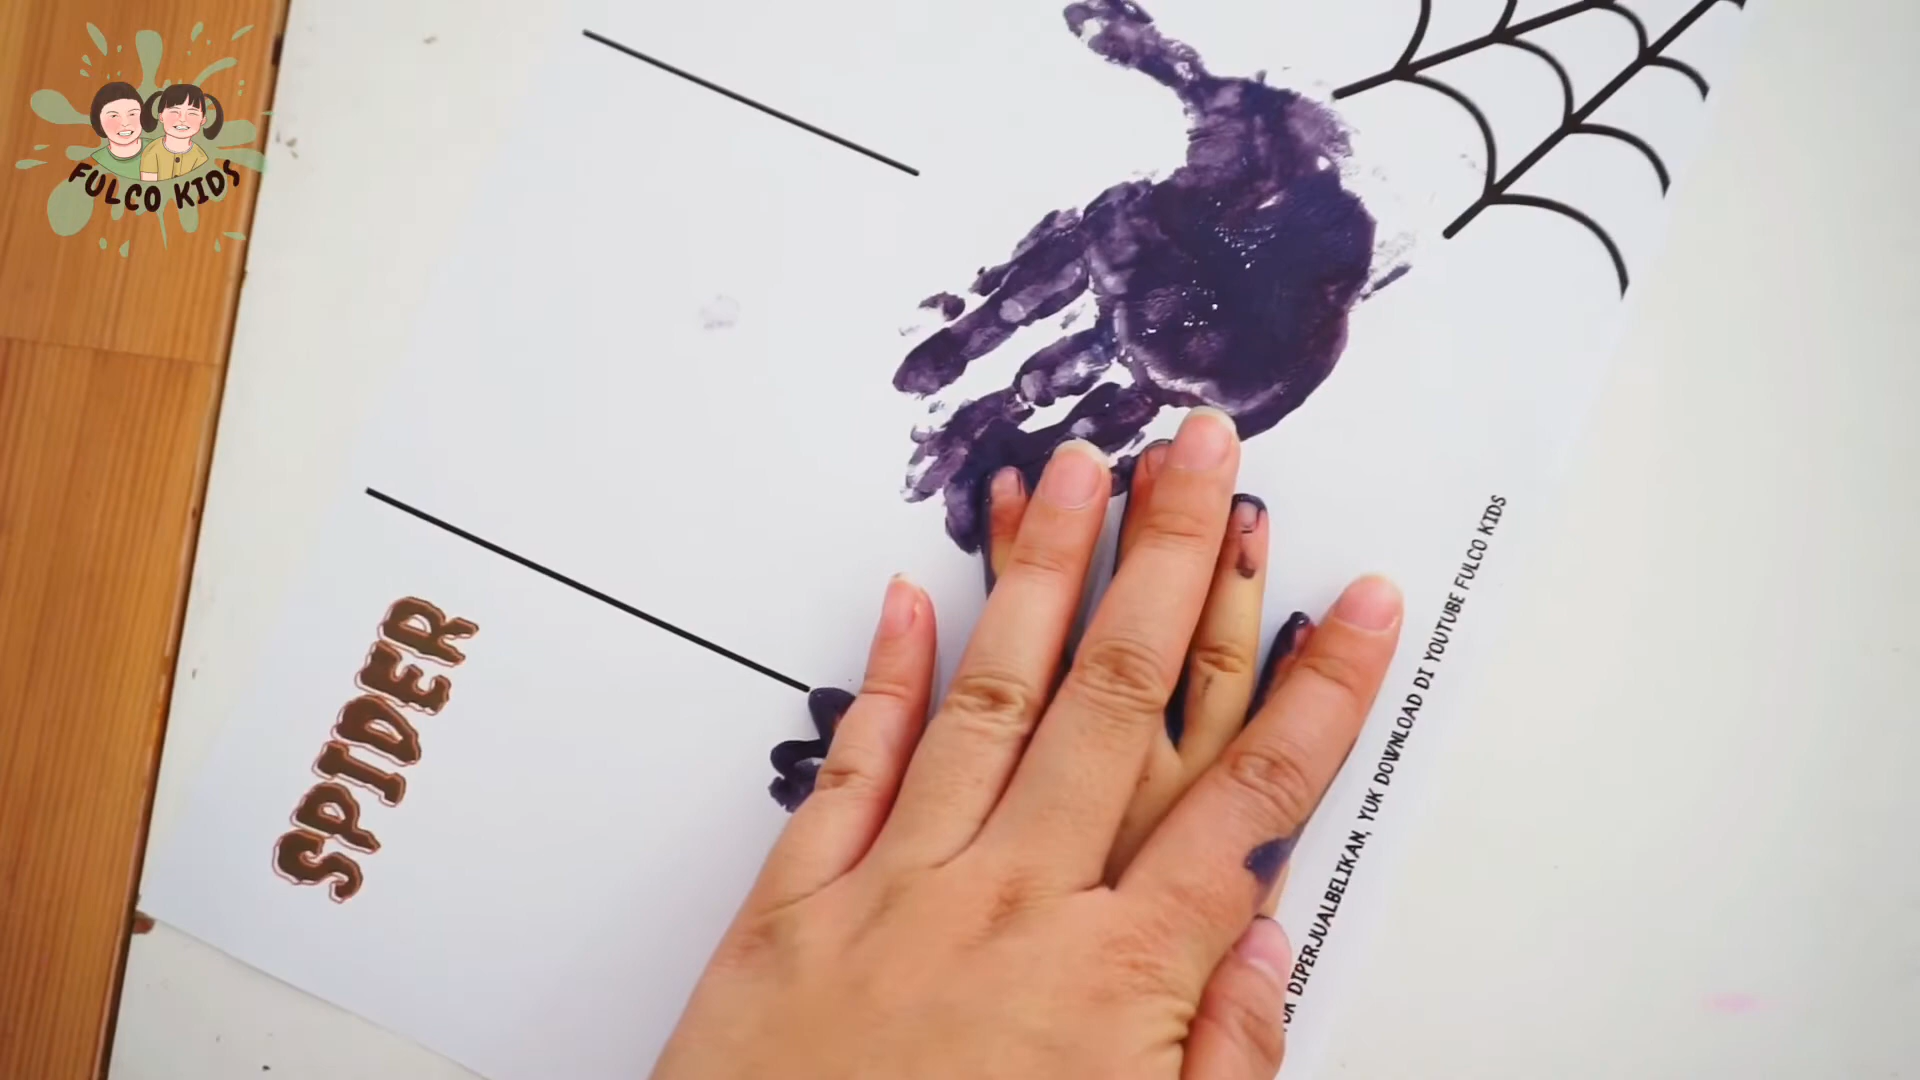 FULCO KIDS
SPIDER
DIPERJUALBELIKAN, YUK DOWNLOAD DI YOUTUBE FULCO KIDS